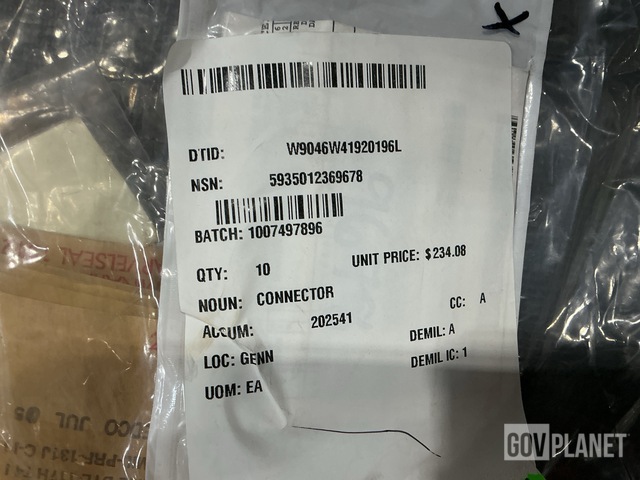 DTID: W9046W41920196L
NSN: 5935012369678
BATCH: 1007497896
QTY: 10 UNIT PRICE: $234.08
NOUN: CONNECTOR CC: A
ACCUM: 202541 DEMIL: A
LOC: GENN DEMIL IC: 1
UOM: EA
X
JUL
GOVPLANET